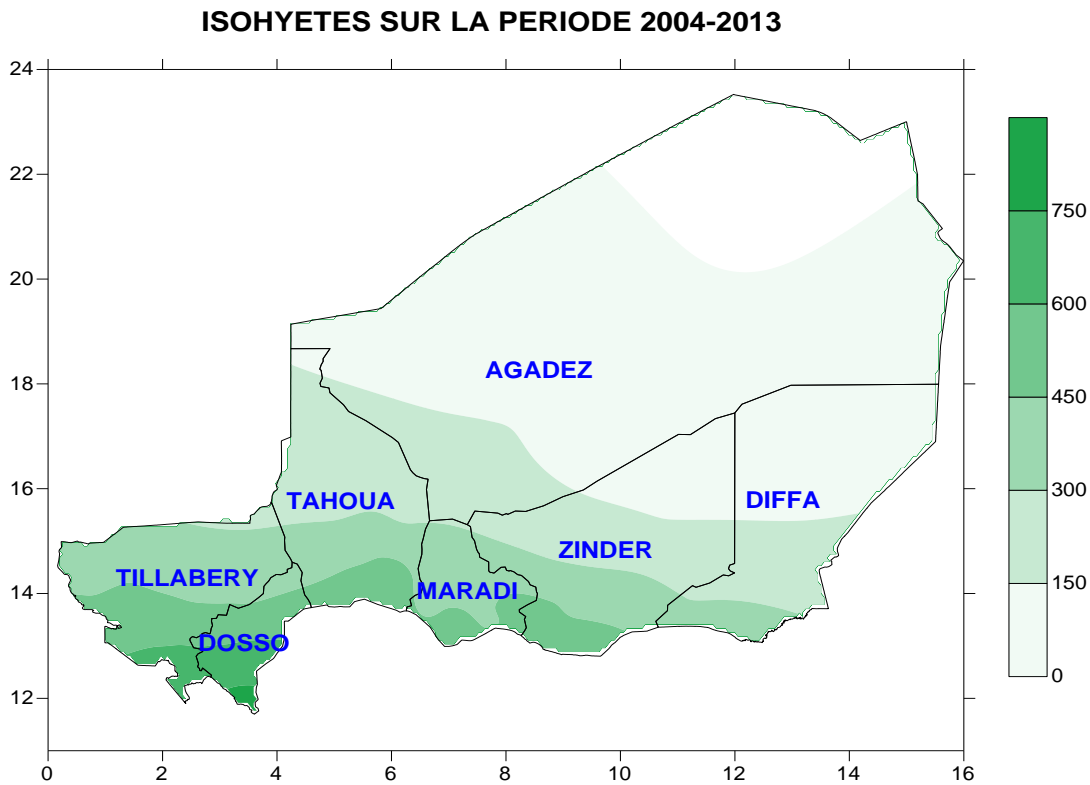 ISOHYETES SUR LA PERIODE 2004-2013
24
22
20
18
16
14
12
0 2 4 6 8 10 12 14 16
AGADEZ
TAHOUA
DIFFA
ZINDER
TILLABERY
MARADI
DOSSO
750
600
450
300
150
0